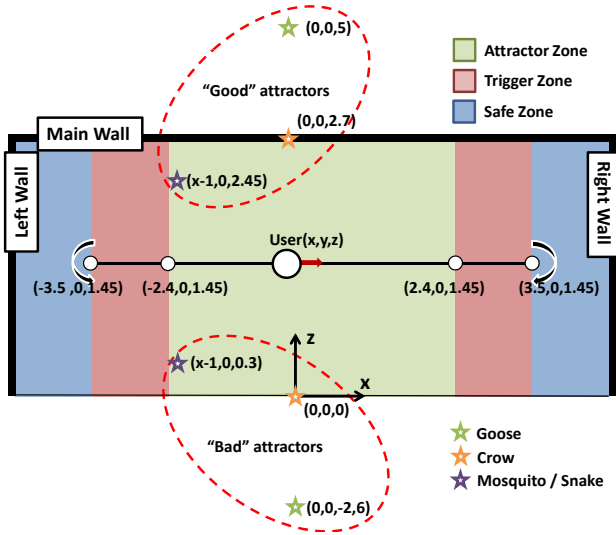 (0,0,5)
Attractor Zone
Trigger Zone
Safe Zone
“Good” attractors
(0,0,2.7)
Main Wall
Left Wall
Right Wall
(x-1,0,2.45)
User(x,y,z)
(-3.5 ,0,1.45)
(-2.4,0,1.45)
(2.4,0,1.45)
(3.5,0,1.45)
z
(x-1,0,0.3)
x
(0,0,0)
“Bad” attractors
Goose
Crow
Mosquito / Snake
(0,0,-2,6)